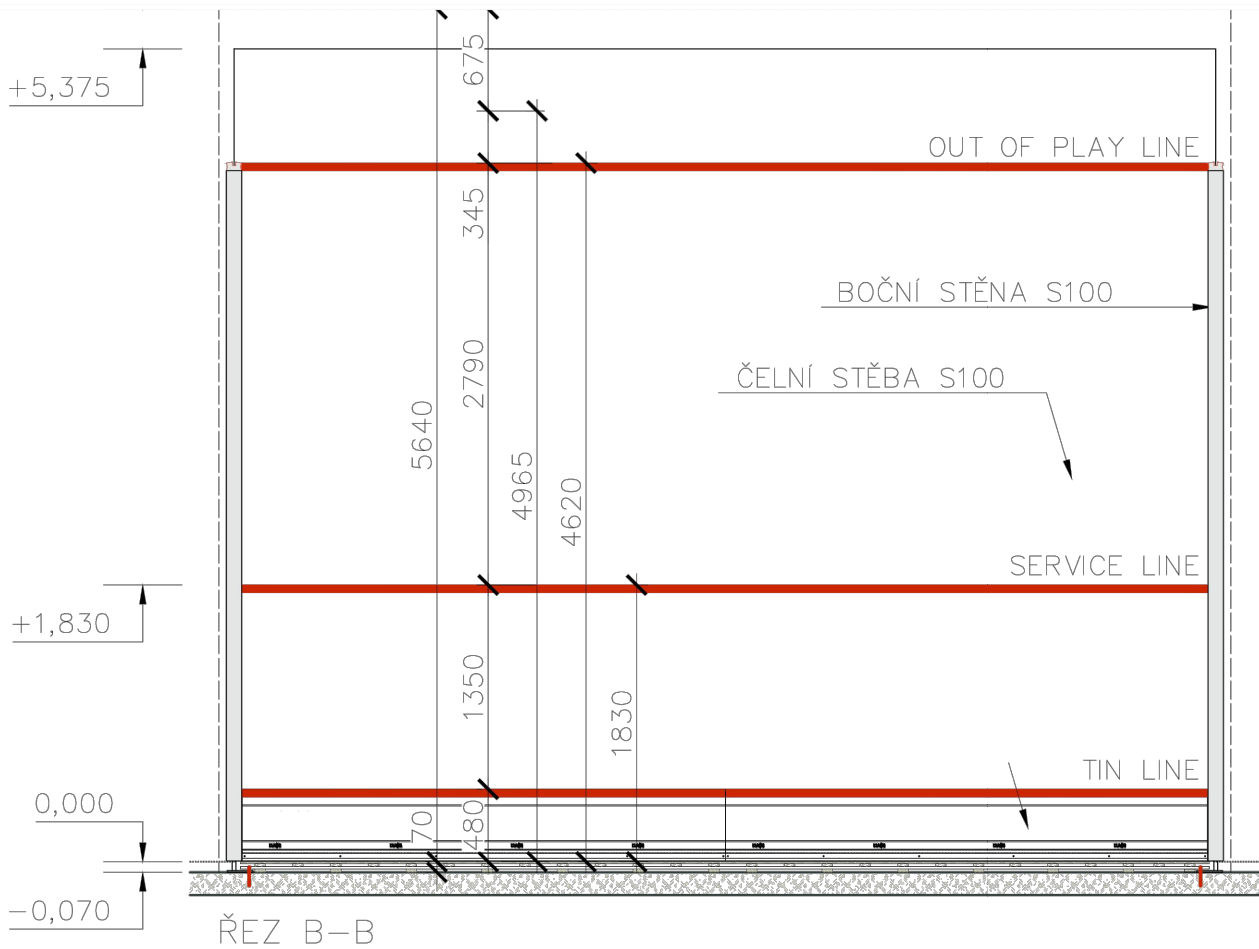 +5,375
675
OUT OF PLAY LINE
345
BOČNÍ STĚNA S100
ČELNÍ STĚBA S100
2790
5640
4965
4620
SERVICE LINE
+1,830
1350
1830
TIN LINE
0,000
70
480
-0,070
ŘEZ B-B